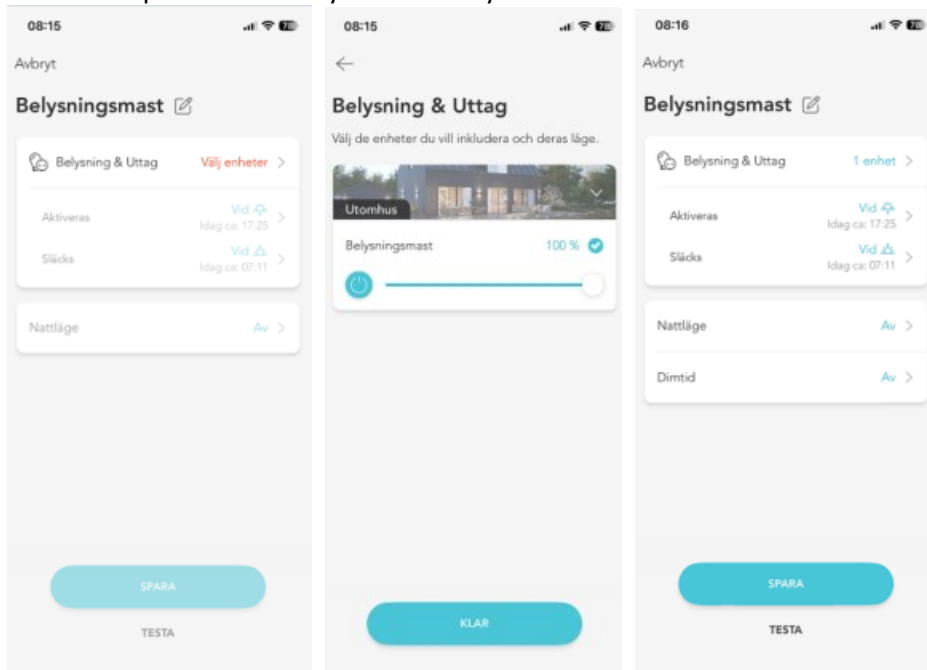 08:15
Avbryt
Belysningsmast
Belysning & Uttag Välj enheter >
Aktiveras Vid
Idag ca: 17:25 >
Släcks Vid
Idag ca: 07:11 >
Nattläge Av >
SPARA
TESTA
08:15
Belysning & Uttag
Välj de enheter du vill inkludera och deras läge.
Utomhus
Belysningsmast 100 %
KLAR
08:16
Avbryt
Belysningsmast
Belysning & Uttag 1 enhet >
Aktiveras Vid
Idag ca: 17:25 >
Släcks Vid
Idag ca: 07:11 >
Nattläge Av >
Dimtid Av >
SPARA
TESTA